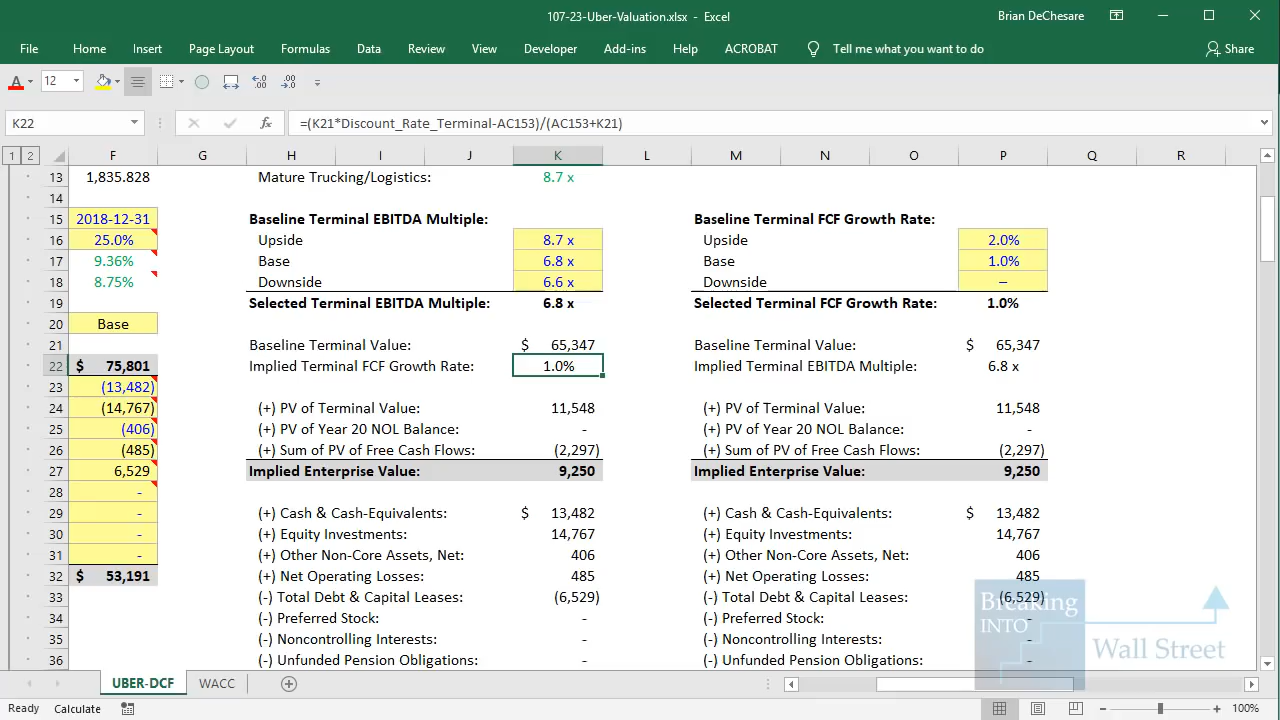 107-23-Uber-Valuation.xlsx - Excel
Brian DeChesare
File Home Insert Page Layout Formulas Data Review View Developer Add-ins Help ACROBAT Tell me what you want to do Share
A 12
K22 fx =(K21*Discount_Rate_Terminal-AC153)/(AC153+K21)
1 2 F G H I J K L M N O P Q R
13 1,835.828 Mature Trucking/Logistics: 8.7 x
14
15 2018-12-31 Baseline Terminal EBITDA Multiple: Baseline Terminal FCF Growth Rate:
16 25.0% Upside 8.7 x Upside 2.0%
17 9.36% Base 6.8 x Base 1.0%
18 8.75% Downside 6.6 x Downside –
19 Selected Terminal EBITDA Multiple: 6.8 x Selected Terminal FCF Growth Rate: 1.0%
20 Base
21 Baseline Terminal Value: $ 65,347 Baseline Terminal Value: $ 65,347
22 $ 75,801 Implied Terminal FCF Growth Rate: 1.0% Implied Terminal EBITDA Multiple: 6.8 x
23 (13,482)
24 (14,767) (+) PV of Terminal Value: 11,548 (+) PV of Terminal Value: 11,548
25 (406) (+) PV of Year 20 NOL Balance: - (+) PV of Year 20 NOL Balance: -
26 (485) (+) Sum of PV of Free Cash Flows: (2,297) (+) Sum of PV of Free Cash Flows: (2,297)
27 6,529 Implied Enterprise Value: 9,250 Implied Enterprise Value: 9,250
28 -
29 - (+) Cash & Cash-Equivalents: $ 13,482 (+) Cash & Cash-Equivalents: $ 13,482
30 - (+) Equity Investments: 14,767 (+) Equity Investments: 14,767
31 - (+) Other Non-Core Assets, Net: 406 (+) Other Non-Core Assets, Net: 406
32 $ 53,191 (+) Net Operating Losses: 485 (+) Net Operating Losses: 485
33 (-) Total Debt & Capital Leases: (6,529) (-) Total Debt & Capital Leases: (6,529)
34 (-) Preferred Stock: - (-) Preferred Stock: -
35 (-) Noncontrolling Interests: - (-) Noncontrolling Interests: -
36 (-) Unfunded Pension Obligations: - (-) Unfunded Pension Obligations: -
Breaking
INTO
Wall Street
UBER-DCF WACC
Ready Calculate 100%